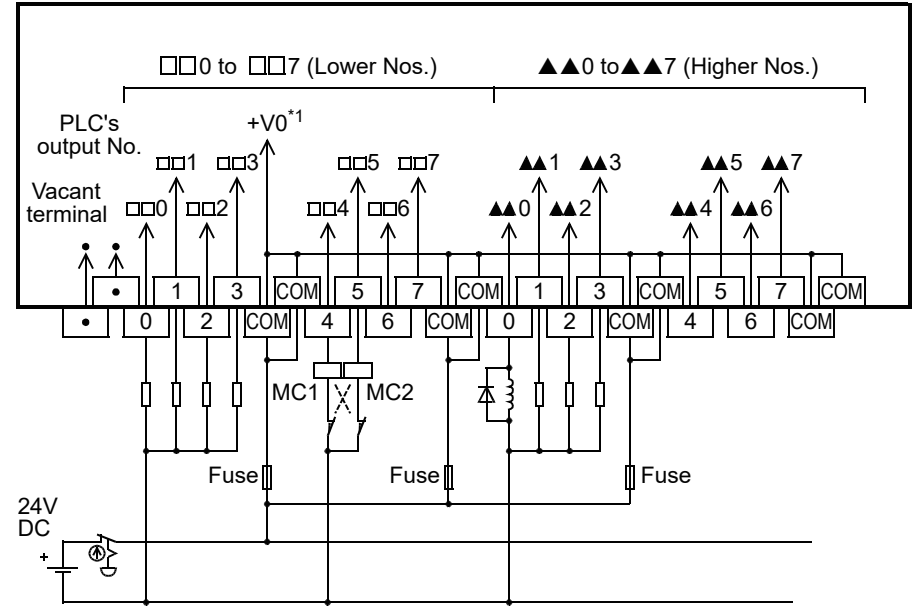 □□0 to □□7 (Lower Nos.)
▲▲0 to▲▲7 (Higher Nos.)
PLC's
output No.
+V0*1
□□1
□□3
□□5
□□7
▲▲1
▲▲3
▲▲5
▲▲7
Vacant
terminal
□□0
□□2
□□4
□□6
▲▲0
▲▲2
▲▲4
▲▲6
1
3
COM
5
7
COM
1
3
COM
5
7
COM
0
2
COM
4
6
COM
0
2
COM
4
6
COM
MC1
MC2
Fuse
Fuse
Fuse
24V
DC
+